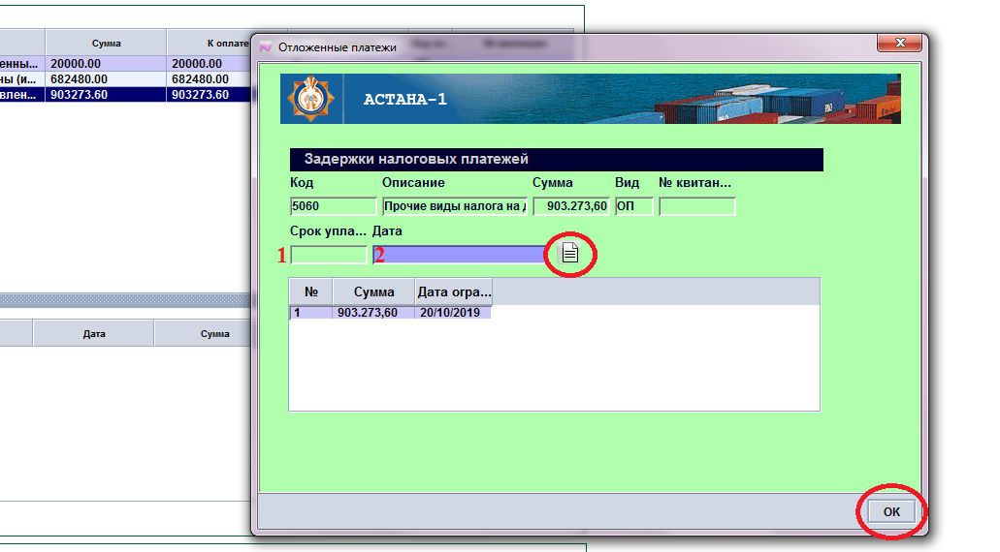 Сумма К оплате
енны... 20000.00 20000.00
ны (и... 682480.00 682480.00
влен... 903273.60 903273.60
Дата Сумма
Отложенные платежи
АСТАНА-1
Задержки налоговых платежей
Код Описание Сумма Вид № квитан...
5060 Прочие виды налога на д 903.273,60 ОП
Срок упла... Дата
1 2
№ Сумма Дата огра...
1 903.273,60 20/10/2019
OK